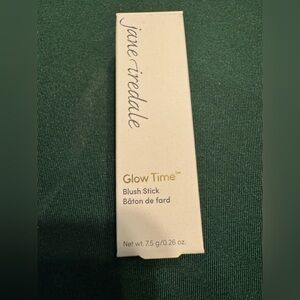 jane iredale
Glow Time™
Blush Stick
Bâton de fard
Net wt. 7.5 g/0.26 oz.